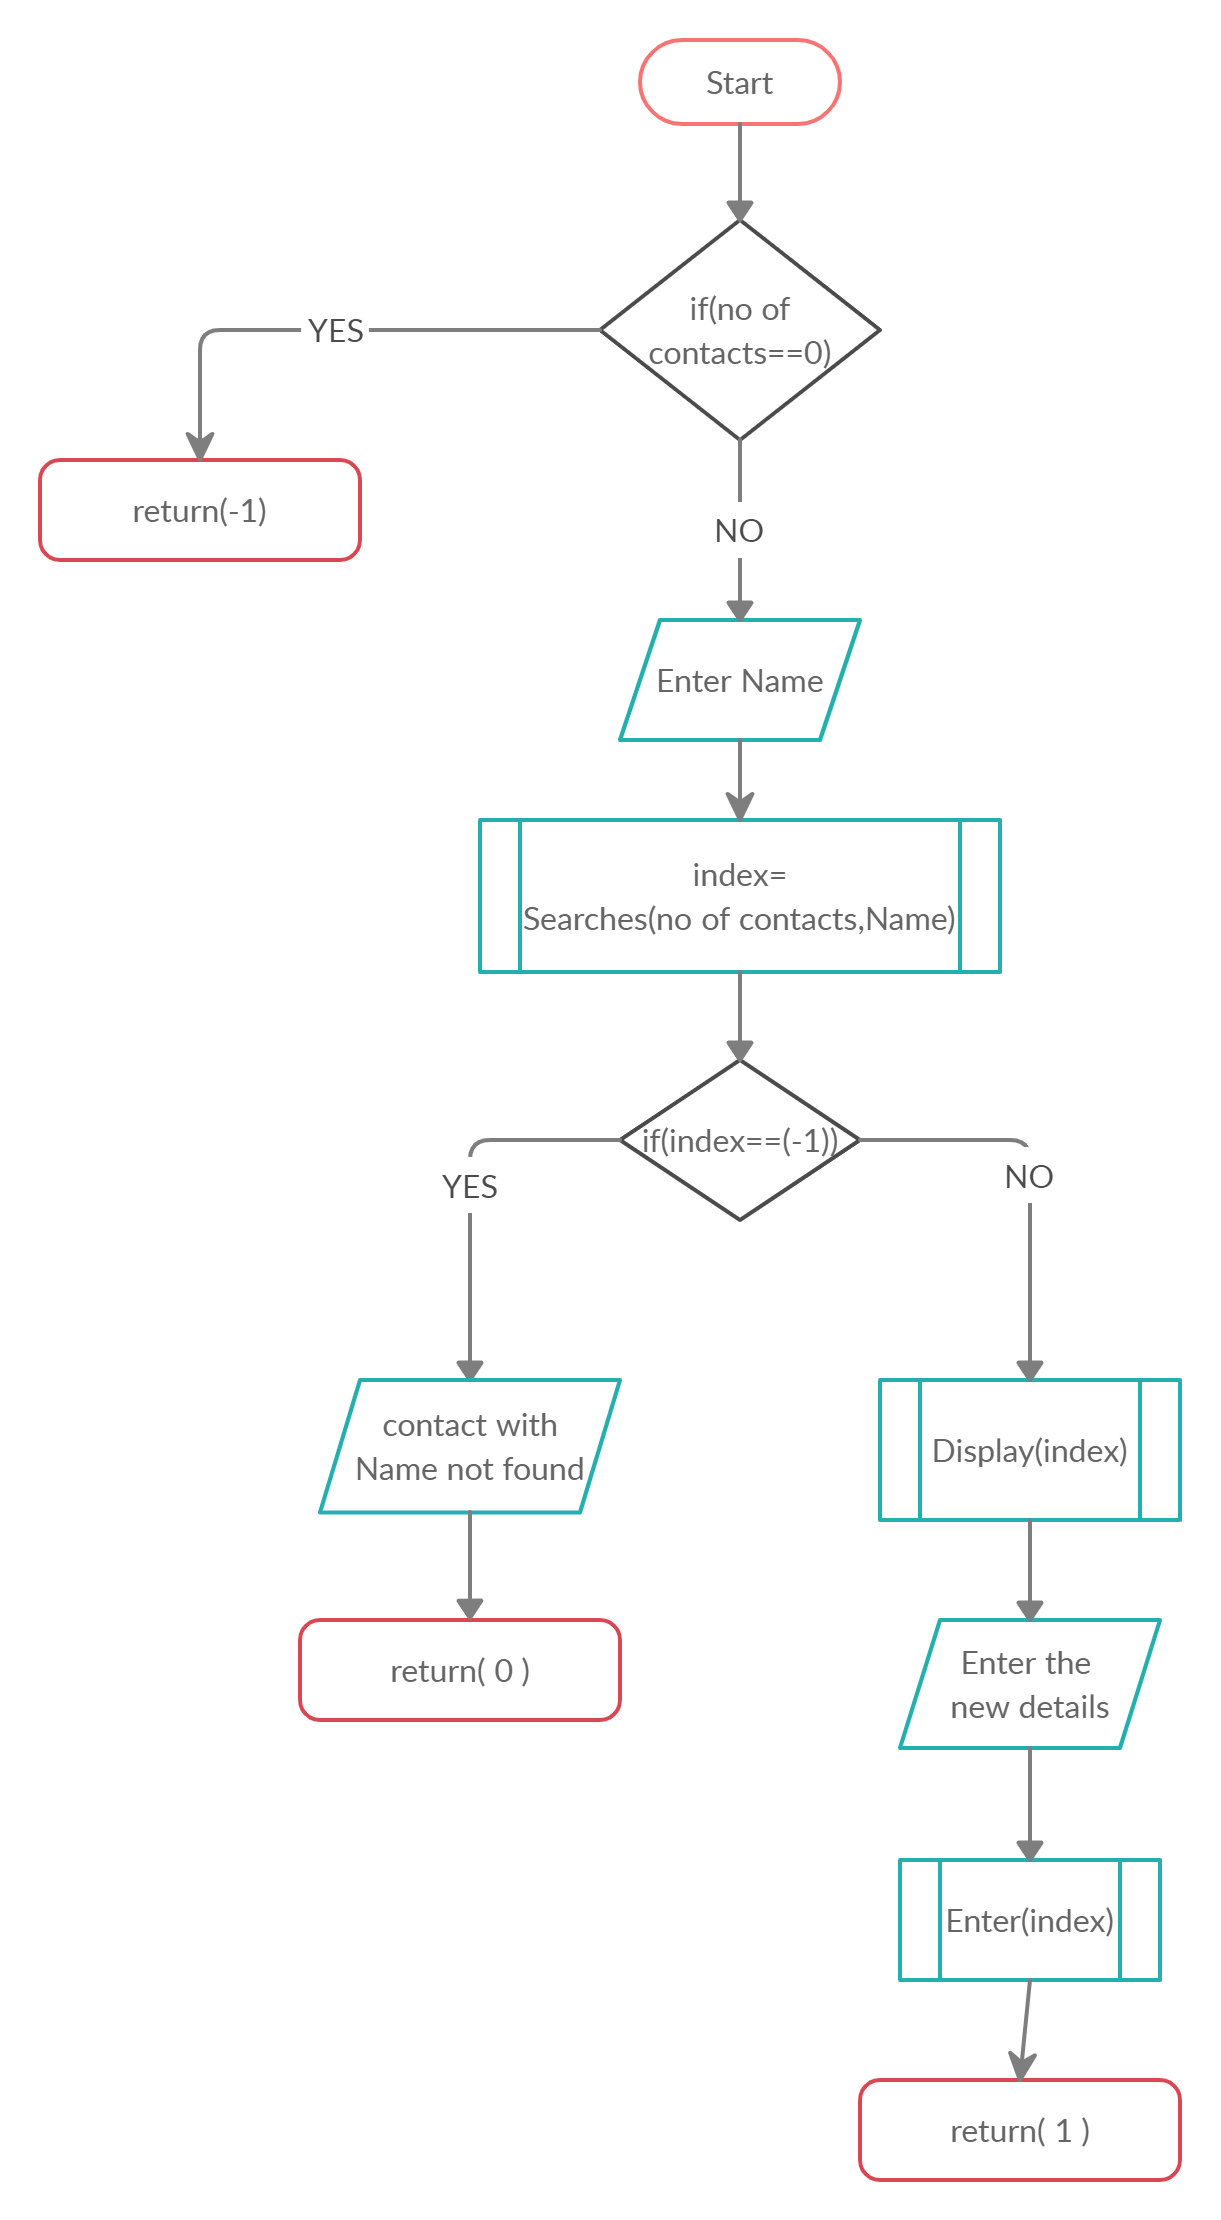 Start
if(no of
contacts==0)
YES
return(-1)
NO
Enter Name
index=
Searches(no of contacts,Name)
if(index==(-1))
YES
NO
contact with
Name not found
Display(index)
return( 0 )
Enter the
new details
Enter(index)
return( 1 )